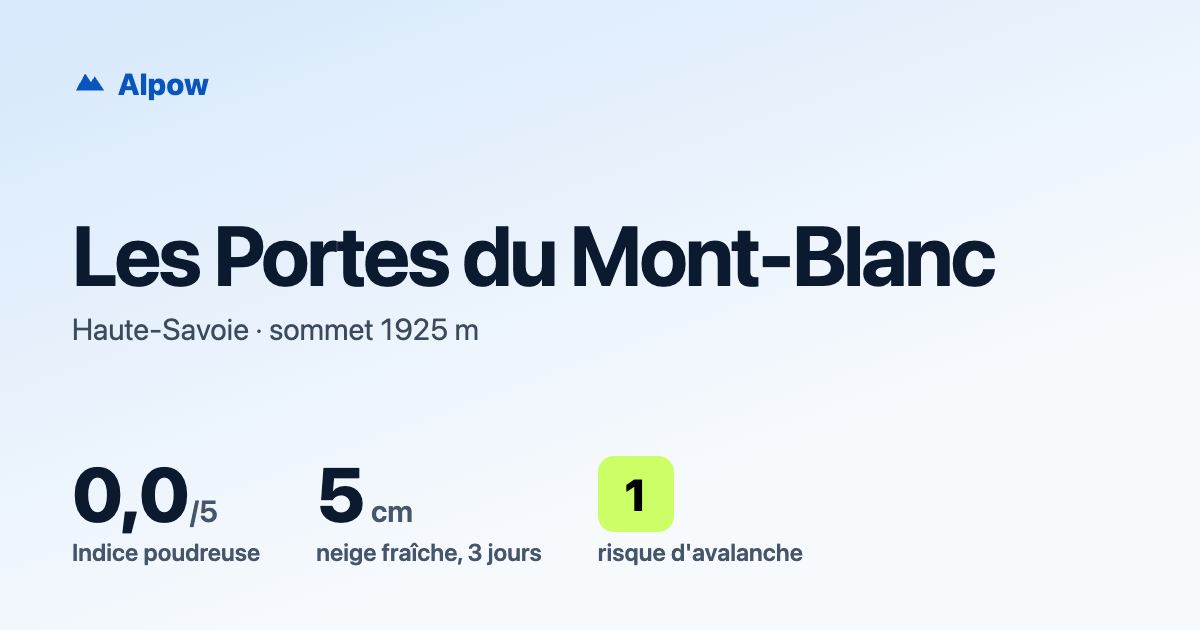 Alpow
Les Portes du Mont-Blanc
Haute-Savoie · sommet 1925 m
0,0/5
Indice poudreuse
5 cm
neige fraîche, 3 jours
1
risque d'avalanche